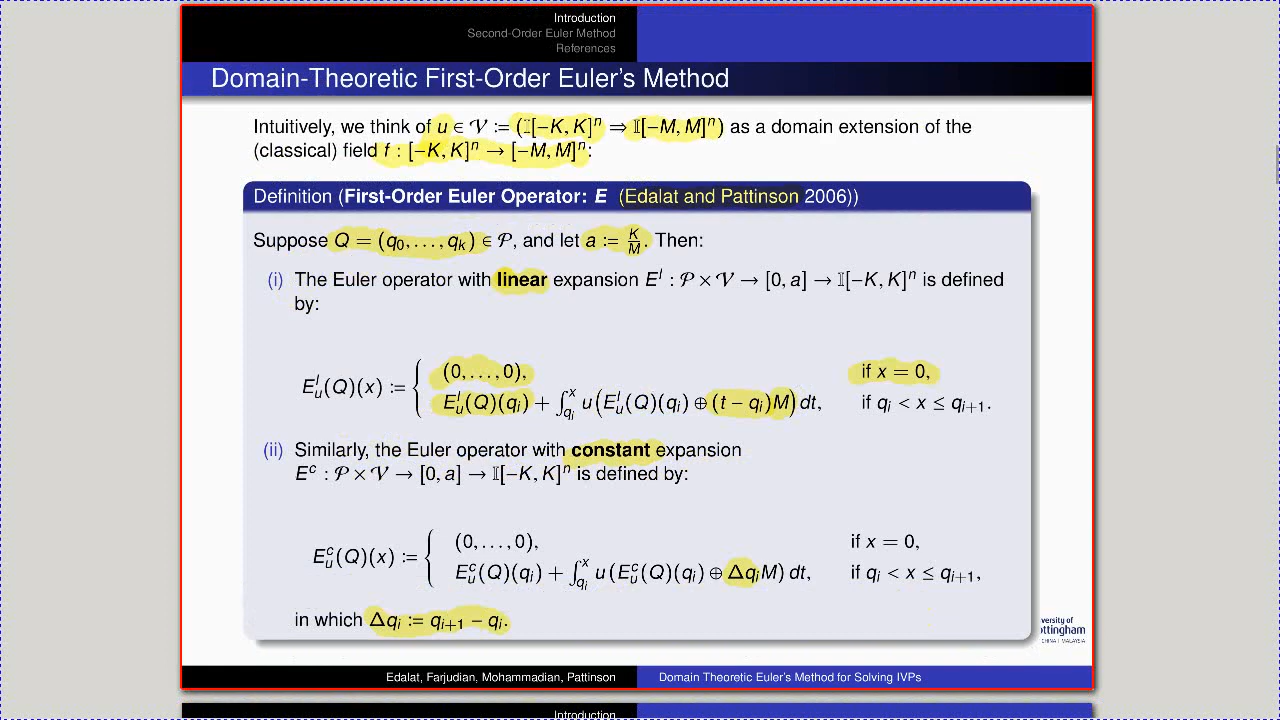 Introduction
Second-Order Euler Method
References
Domain-Theoretic First-Order Euler's Method
Intuitively, we think of u ∈ 𝒱 ≔ (𝕀[−K, K]ⁿ ⇒ 𝕀[−M, M]ⁿ) as a domain extension of the
(classical) field f : [−K, K]ⁿ → [−M, M]ⁿ:
Definition (First-Order Euler Operator: E (Edalat and Pattinson 2006))
Suppose Q = (q₀, . . . , qₖ) ∈ 𝒫, and let a ≔ K/M. Then:
(i) The Euler operator with linear expansion Eˡ : 𝒫 × 𝒱 → [0, a] → 𝕀[−K, K]ⁿ is defined
by:
Eˡᵤ(Q)(x) ≔ { (0, . . . , 0), if x = 0,
Eˡᵤ(Q)(qᵢ) + ∫_{qᵢ}^{x} u(Eˡᵤ(Q)(qᵢ) ⊕ (t − qᵢ)M) dt, if qᵢ < x ≤ qᵢ₊₁.
(ii) Similarly, the Euler operator with constant expansion
Eᶜ : 𝒫 × 𝒱 → [0, a] → 𝕀[−K, K]ⁿ is defined by:
Eᶜᵤ(Q)(x) ≔ { (0, . . . , 0), if x = 0,
Eᶜᵤ(Q)(qᵢ) + ∫_{qᵢ}^{x} u(Eᶜᵤ(Q)(qᵢ) ⊕ ΔqᵢM) dt, if qᵢ < x ≤ qᵢ₊₁,
in which Δqᵢ ≔ qᵢ₊₁ − qᵢ.
versity of
ottingham
CHINA | MALAYSIA
Edalat, Farjudian, Mohammadian, Pattinson Domain Theoretic Euler's Method for Solving IVPs
Introduction